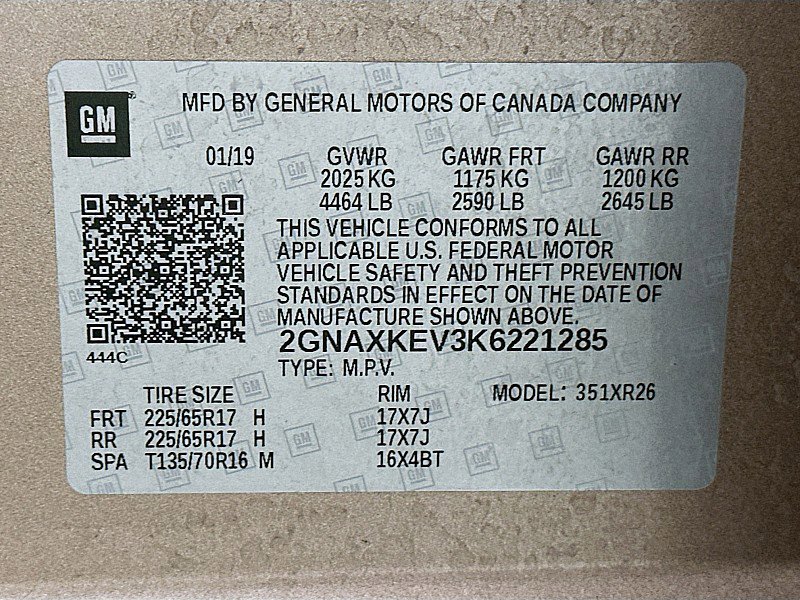 GM
MFD BY GENERAL MOTORS OF CANADA COMPANY
01/19 GVWR GAWR FRT GAWR RR
2025 KG 1175 KG 1200 KG
4464 LB 2590 LB 2645 LB
THIS VEHICLE CONFORMS TO ALL
APPLICABLE U.S. FEDERAL MOTOR
VEHICLE SAFETY AND THEFT PREVENTION
STANDARDS IN EFFECT ON THE DATE OF
MANUFACTURE SHOWN ABOVE.
2GNAXKEV3K6221285
444C
TYPE: M.P.V.
TIRE SIZE RIM MODEL: 351XR26
FRT 225/65R17 H 17X7J
RR 225/65R17 H 17X7J
SPA T135/70R16 M 16X4BT